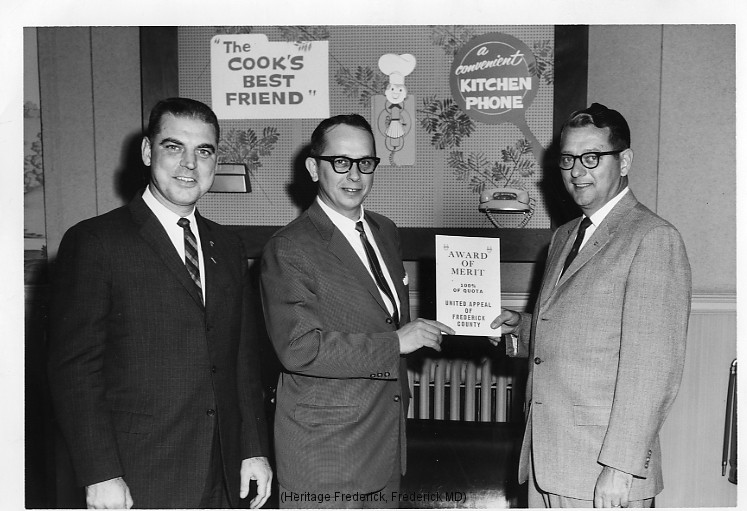 "The
COOK'S
BEST
FRIEND"
a
convenient
KITCHEN
PHONE
AWARD
OF
MERIT
100%
OF QUOTA
UNITED APPEAL
OF
FREDERICK
COUNTY
(Heritage Frederick, Frederick MD)